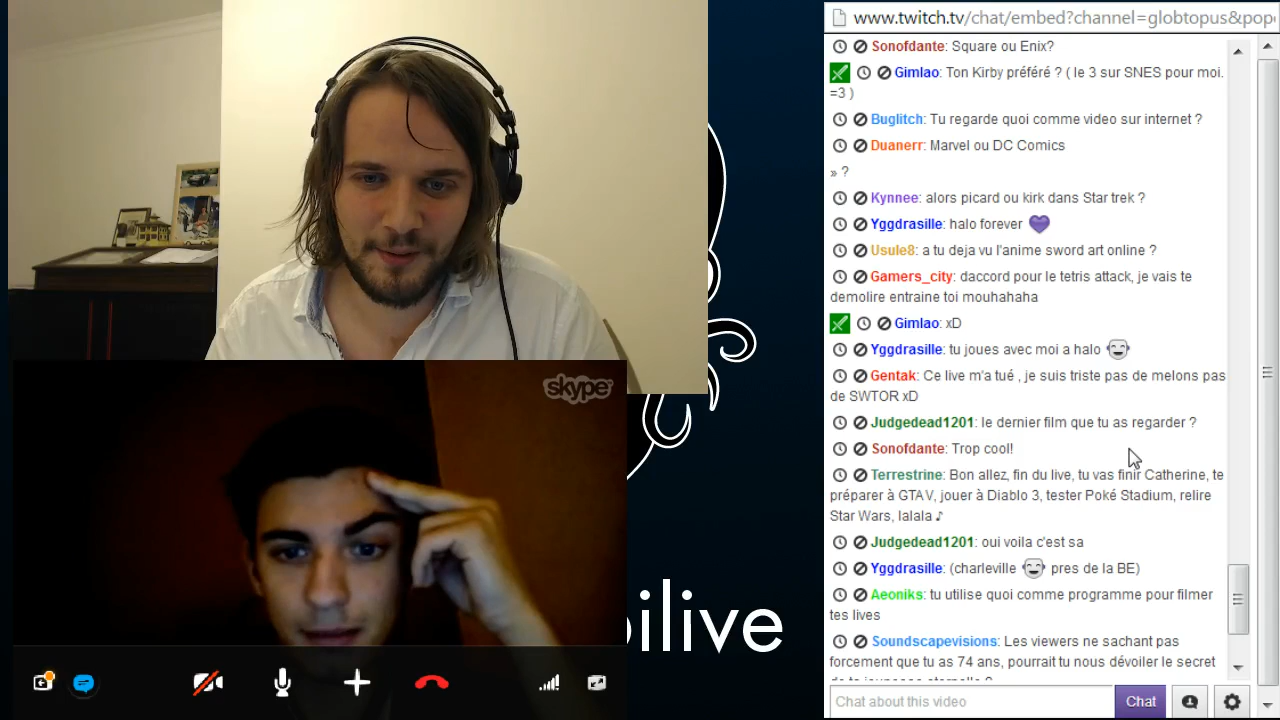 www.twitch.tv/chat/embed?channel=globtopus&pop
Sonofdante: Square ou Enix?
Gimlao: Ton Kirby préféré ? ( le 3 sur SNES pour moi.
=3 )
Buglitch: Tu regarde quoi comme video sur internet ?
Duanerr: Marvel ou DC Comics
» ?
Kynnee: alors picard ou kirk dans Star trek ?
Yggdrasille: halo forever
Usule8: a tu deja vu l'anime sword art online ?
Gamers_city: daccord pour le tetris attack, je vais te
demolire entraine toi mouhahaha
Gimlao: xD
Yggdrasille: tu joues avec moi a halo
Gentak: Ce live m'a tué , je suis triste pas de melons pas
de SWTOR xD
Judgedead1201: le dernier film que tu as regarder ?
Sonofdante: Trop cool!
Terrestrine: Bon allez, fin du live, tu vas finir Catherine, te
préparer à GTAV, jouer à Diablo 3, tester Poké Stadium, relire
Star Wars, lalala ♪
Judgedead1201: oui voila c'est sa
Yggdrasille: (charleville pres de la BE)
Aeoniks: tu utilise quoi comme programme pour filmer
tes lives
Soundscapevisions: Les viewers ne sachant pas
forcement que tu as 74 ans, pourrait tu nous dévoiler le secret
Chat about this video
Chat
skype
ilive